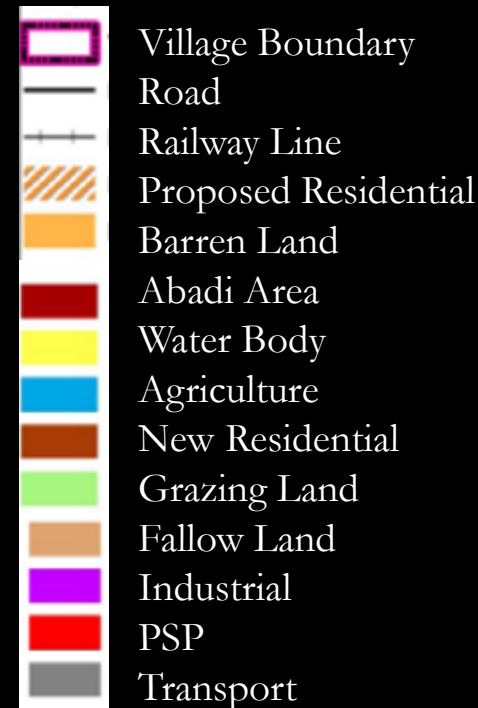 Village Boundary
Road
Railway Line
Proposed Residential
Barren Land
Abadi Area
Water Body
Agriculture
New Residential
Grazing Land
Fallow Land
Industrial
PSP
Transport